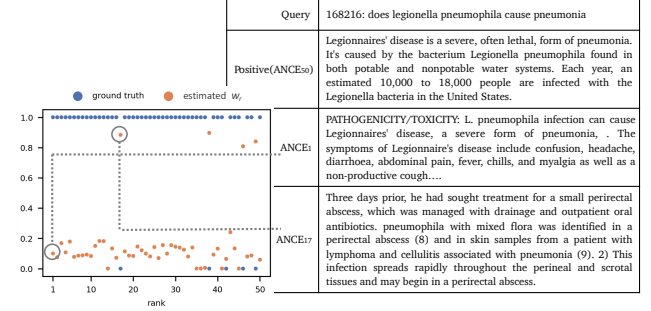 Query
168216: does legionella pneumophila cause pneumonia
Positive(ANCE50)
Legionnaires' disease is a severe, often lethal, form of pneumonia.
It's caused by the bacterium Legionella pneumophila found in
both potable and nonpotable water systems. Each year, an
estimated 10,000 to 18,000 people are infected with the
Legionella bacteria in the United States.
ANCE1
PATHOGENICITY/TOXICITY: L. pneumophila infection can cause
Legionnaires' disease, a severe form of pneumonia, . The
symptoms of Legionnaire's disease include confusion, headache,
diarrhoea, abdominal pain, fever, chills, and myalgia as well as a
non-productive cough....
ANCE17
Three days prior, he had sought treatment for a small perirectal
abscess, which was managed with drainage and outpatient oral
antibiotics. pneumophila with mixed flora was identified in a
perirectal abscess (8) and in skin samples from a patient with
lymphoma and cellulitis associated with pneumonia (9). 2) This
infection spreads rapidly throughout the perineal and scrotal
tissues and may begin in a perirectal abscess.
ground truth
estimated wr
1.0
0.8
0.6
0.4
0.2
0.0
1 10 20 30 40 50
rank